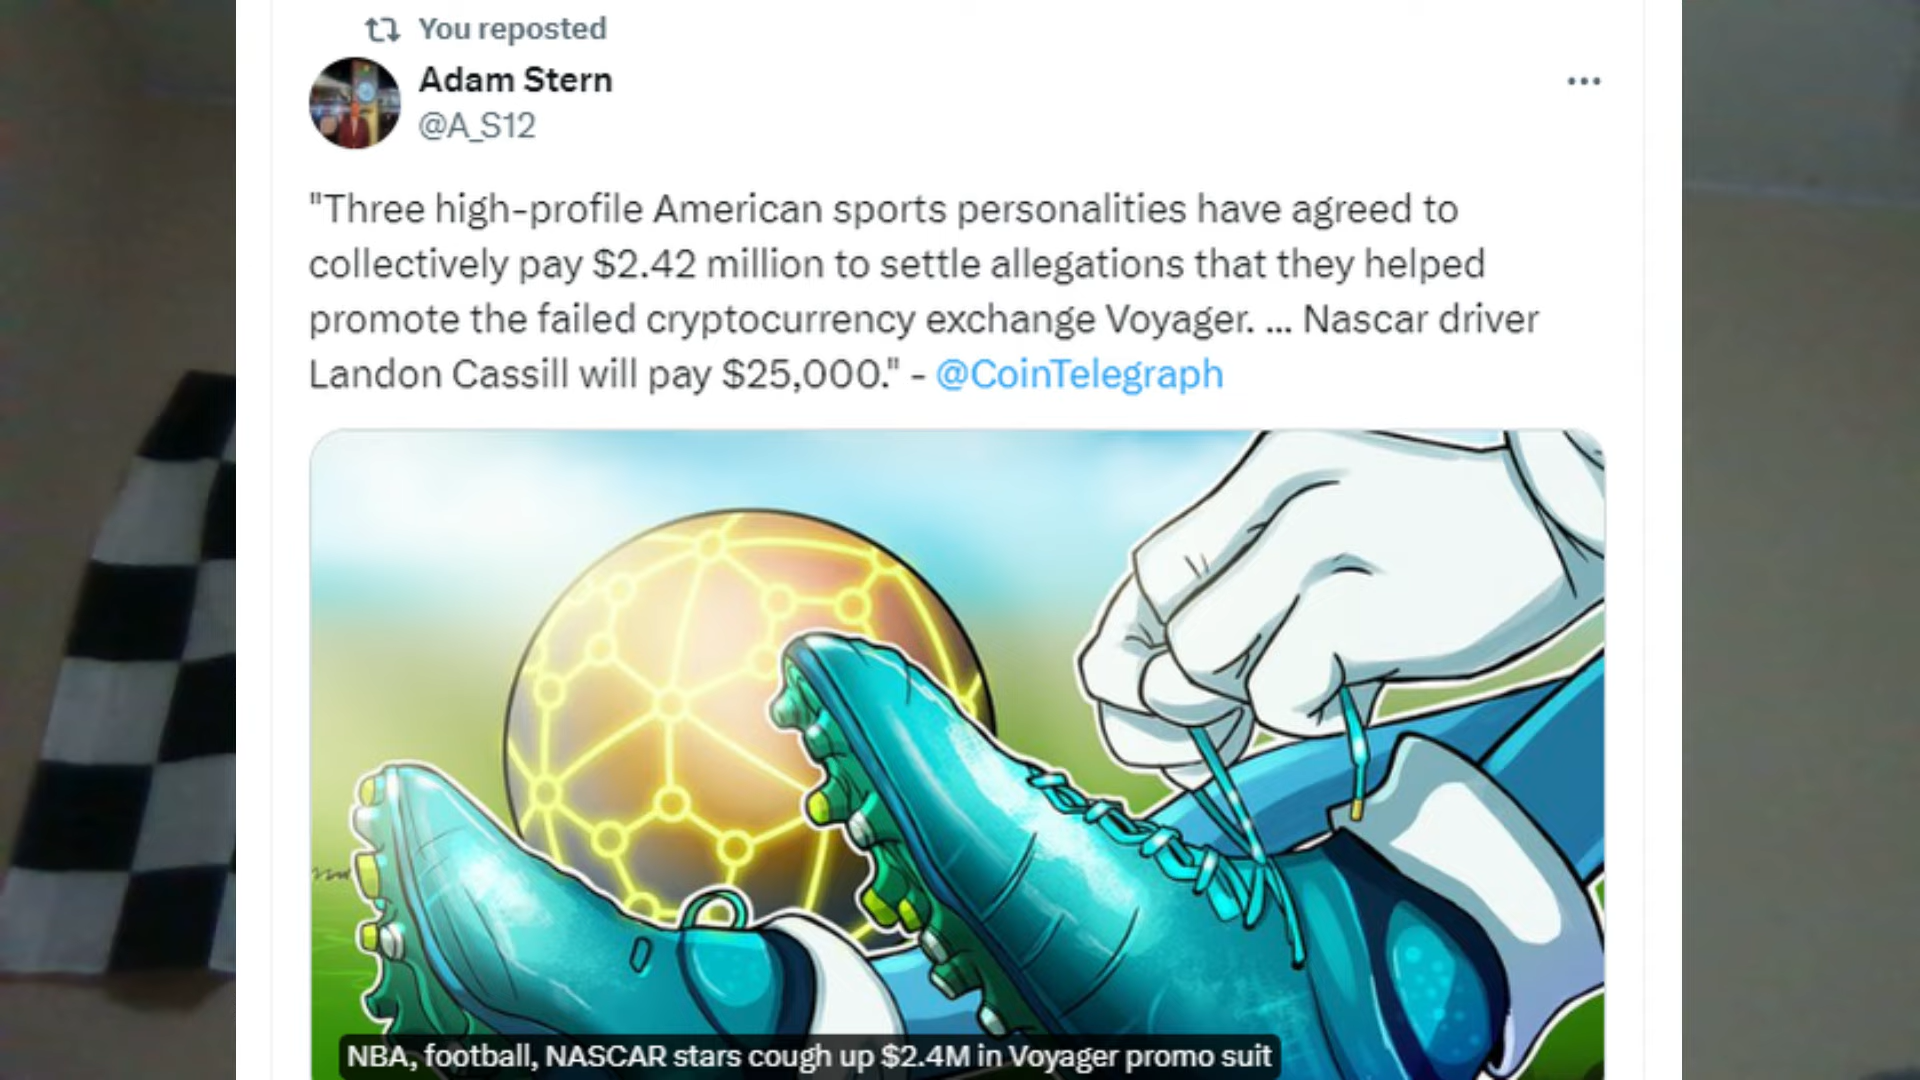 You reposted
Adam Stern
@A_S12
"Three high-profile American sports personalities have agreed to
collectively pay $2.42 million to settle allegations that they helped
promote the failed cryptocurrency exchange Voyager. ... Nascar driver
Landon Cassill will pay $25,000." - @CoinTelegraph
NBA, football, NASCAR stars cough up $2.4M in Voyager promo suit